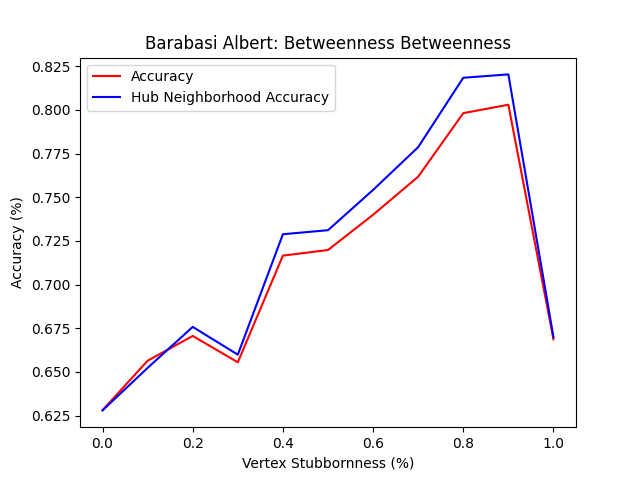 Barabasi Albert: Betweenness Betweenness
Accuracy
Hub Neighborhood Accuracy
Accuracy (%)
0.825
0.800
0.775
0.750
0.725
0.700
0.675
0.650
0.625
0.0 0.2 0.4 0.6 0.8 1.0
Vertex Stubbornness (%)